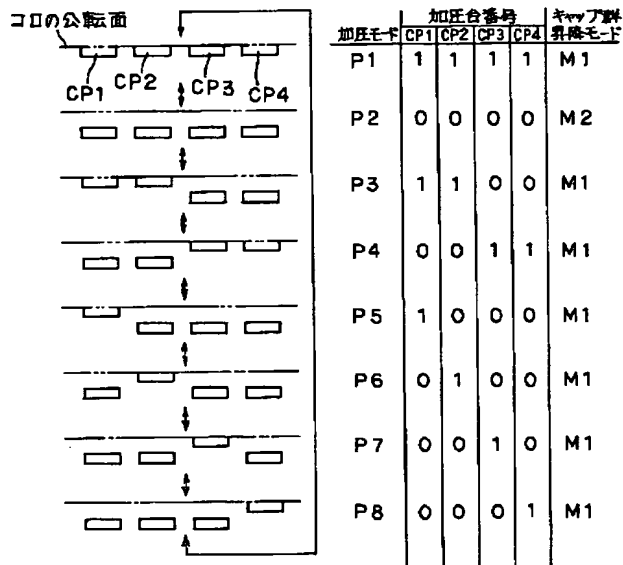 コロの公転面
CP1 CP2 CP3 CP4
加圧台番号 キャップ群
加圧モード CP1 CP2 CP3 CP4 昇降モード
P1 1 1 1 1 M1
P2 0 0 0 0 M2
P3 1 1 0 0 M1
P4 0 0 1 1 M1
P5 1 0 0 0 M1
P6 0 1 0 0 M1
P7 0 0 1 0 M1
P8 0 0 0 1 M1